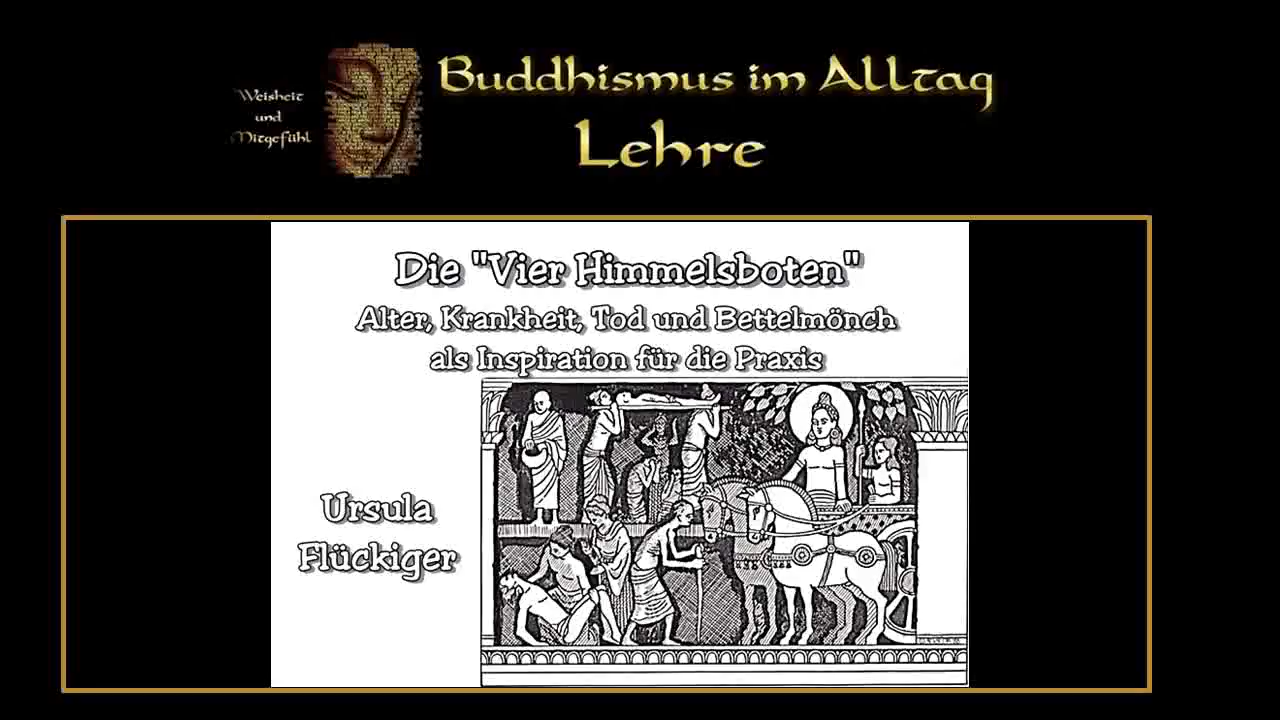 Weisheit
und
Mitgefühl
Buddhismus im Alltag
Lehre
Die "Vier Himmelsboten"
Alter, Krankheit, Tod und Bettelmönch
als Inspiration für die Praxis
Ursula
Flückiger